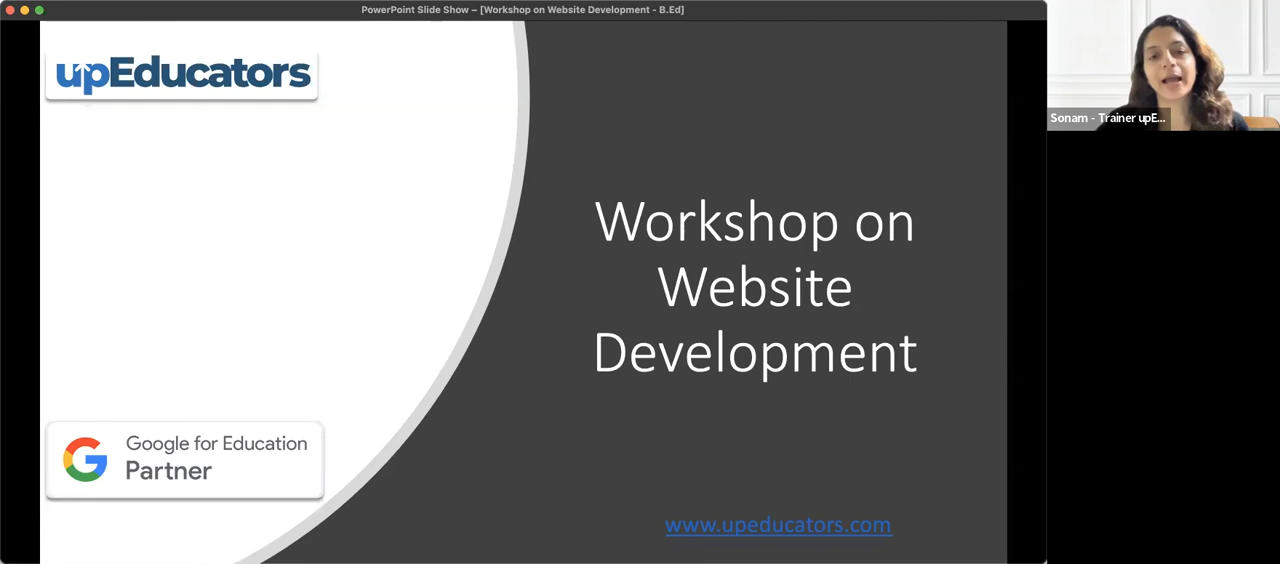 PowerPoint Slide Show – [Workshop on Website Development - B.Ed]
upEducators
Sonam - Trainer upE...
Workshop on
Website
Development
Google for Education
Partner
www.upeducators.com